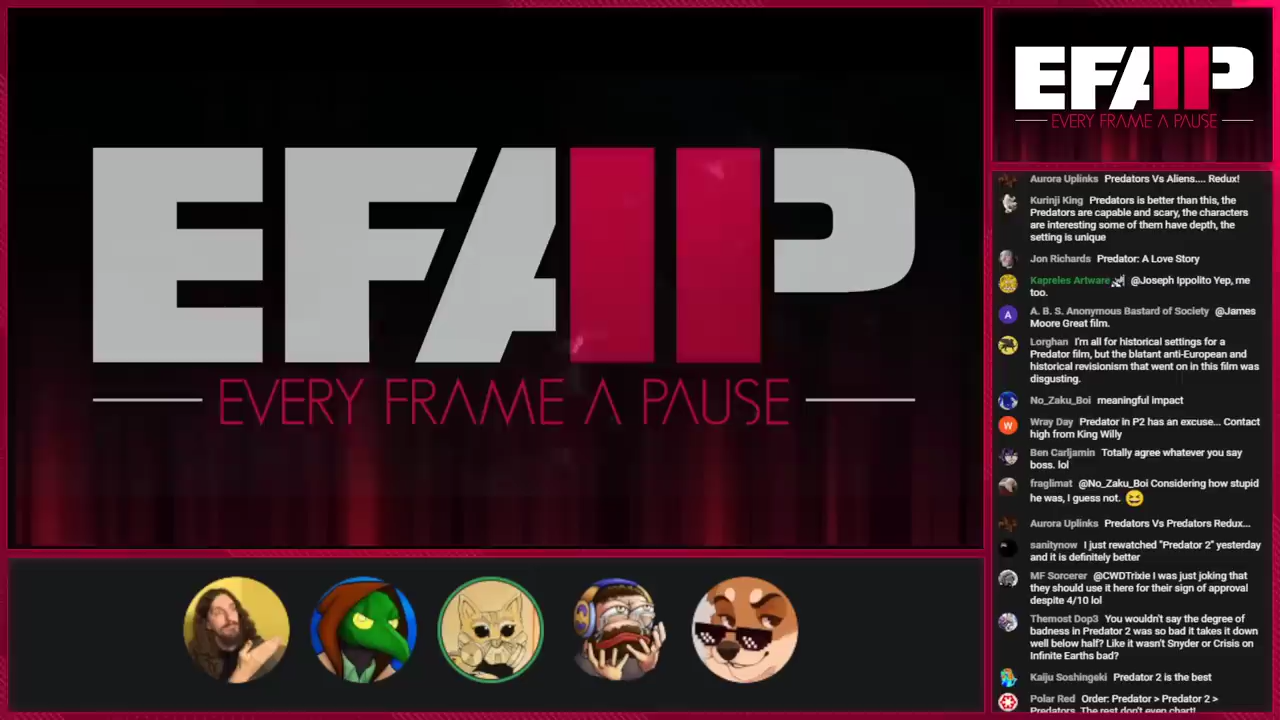 EFAP
EVERY FRAME A PAUSE
EFAP
EVERY FRAME A PAUSE
Aurora Uplinks Predators Vs Aliens.... Redux!
Kurinji King Predators is better than this, the
Predators are capable and scary, the characters
are interesting some of them have depth, the
setting is unique
Jon Richards Predator: A Love Story
Kapreles Artware @Joseph Ippolito Yep, me
too.
A
A. B. S. Anonymous Bastard of Society @James
Moore Great film.
Lorghan I'm all for historical settings for a
Predator film, but the blatant anti-European and
historical revisionism that went on in this film was
disgusting.
No_Zaku_Boi meaningful impact
W
Wray Day Predator in P2 has an excuse... Contact
high from King Willy
Ben Carljamin Totally agree whatever you say
boss. lol
fraglimat @No_Zaku_Boi Considering how stupid
he was, I guess not. 😆
Aurora Uplinks Predators Vs Predators Redux...
sanitynow I just rewatched "Predator 2" yesterday
and it is definitely better
MF Sorcerer @CWDTrixie I was just joking that
they should use it here for their sign of approval
despite 4/10 lol
Themost Dop3 You wouldn't say the degree of
badness in Predator 2 was so bad it takes it down
well below half? Like it wasn't Snyder or Crisis on
Infinite Earths bad?
Kaiju Soshingeki Predator 2 is the best
Polar Red Order: Predator > Predator 2 >
Predators. The rest don't even chart!